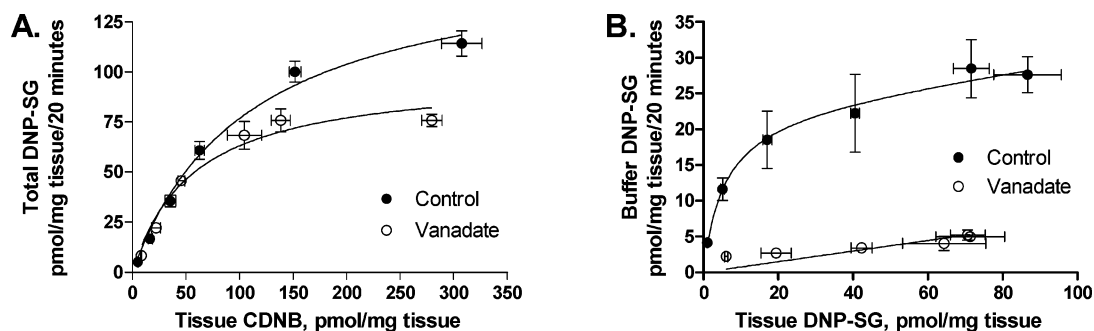 A.
Total DNP-SG
pmol/mg tissue/20 minutes
125
100
75
50
25
0
0 50 100 150 200 250 300 350
Tissue CDNB, pmol/mg tissue
Control
Vanadate
B.
Buffer DNP-SG
pmol/mg tissue/20 minutes
35
30
25
20
15
10
5
0
0 20 40 60 80 100
Tissue DNP-SG, pmol/mg tissue
Control
Vanadate